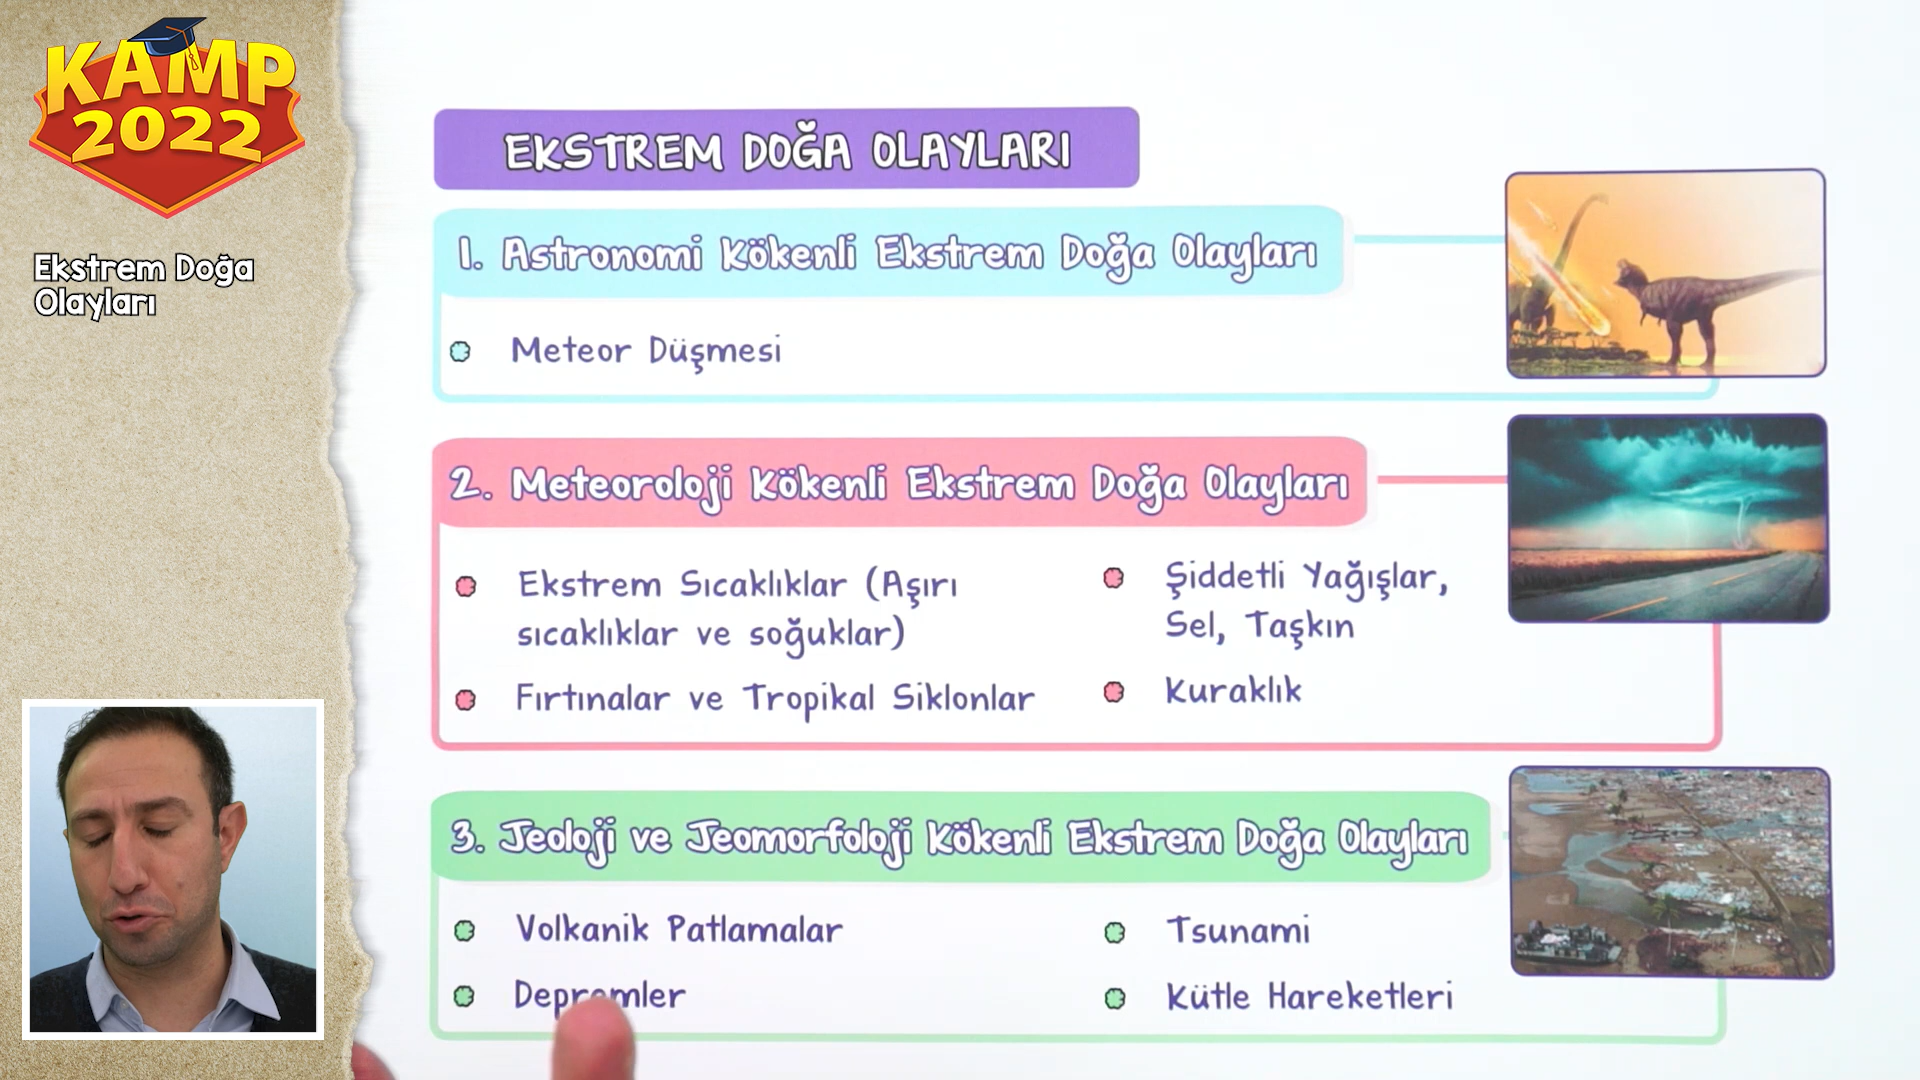 KAMP
2022
Ekstrem Doğa
Olayları
EKSTREM DOĞA OLAYLARI
1. Astronomi Kökenli Ekstrem Doğa Olayları
Meteor Düşmesi
2. Meteoroloji Kökenli Ekstrem Doğa Olayları
Ekstrem Sıcaklıklar (Aşırı
sıcaklıklar ve soğuklar)
Fırtınalar ve Tropikal Siklonlar
Şiddetli Yağışlar,
Sel, Taşkın
Kuraklık
3. Jeoloji ve Jeomorfoloji Kökenli Ekstrem Doğa Olayları
Volkanik Patlamalar
Depremler
Tsunami
Kütle Hareketleri